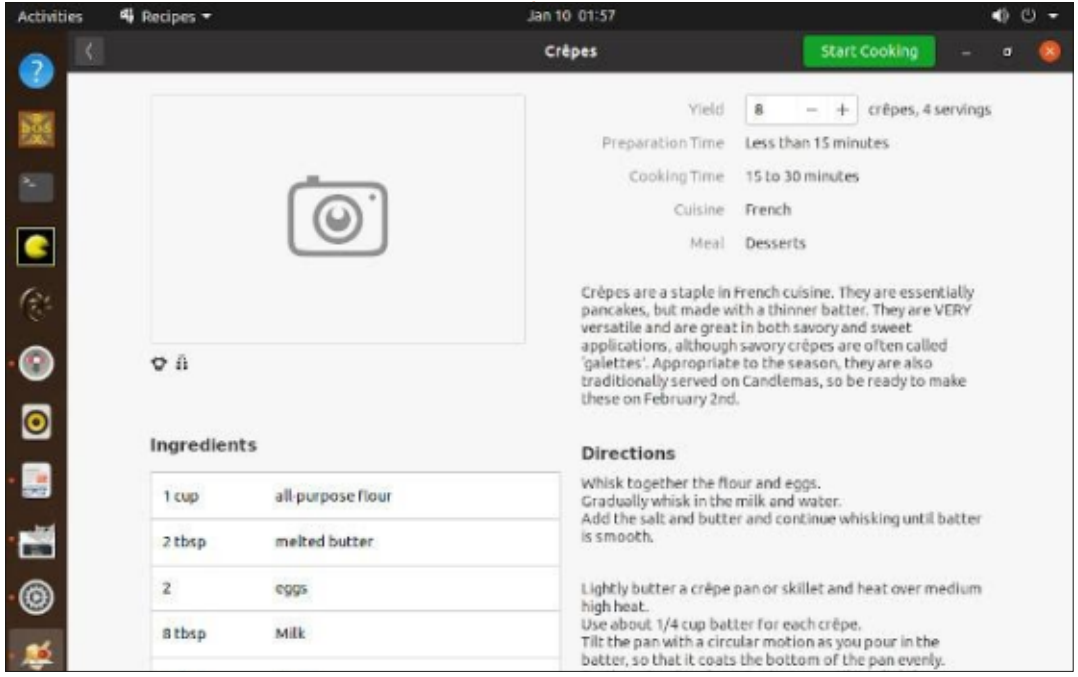 Activities Recipes Jan 10 01:57
Crêpes Start Cooking
Yield 8 − + crêpes, 4 servings
Preparation Time Less than 15 minutes
Cooking Time 15 to 30 minutes
Cuisine French
Meal Desserts
Crêpes are a staple in French cuisine. They are essentially
pancakes, but made with a thinner batter. They are VERY
versatile and are great in both savory and sweet
applications, although savory crêpes are often called
'galettes'. Appropriate to the season, they are also
traditionally served on Candlemas, so be ready to make
these on February 2nd.
Ingredients
1 cup all-purpose flour
2 tbsp melted butter
2 eggs
8 tbsp Milk
Directions
Whisk together the flour and eggs.
Gradually whisk in the milk and water.
Add the salt and butter and continue whisking until batter
is smooth.
Lightly butter a crêpe pan or skillet and heat over medium
high heat.
Use about 1/4 cup batter for each crêpe.
Tilt the pan with a circular motion as you pour in the
batter, so that it coats the bottom of the pan evenly.